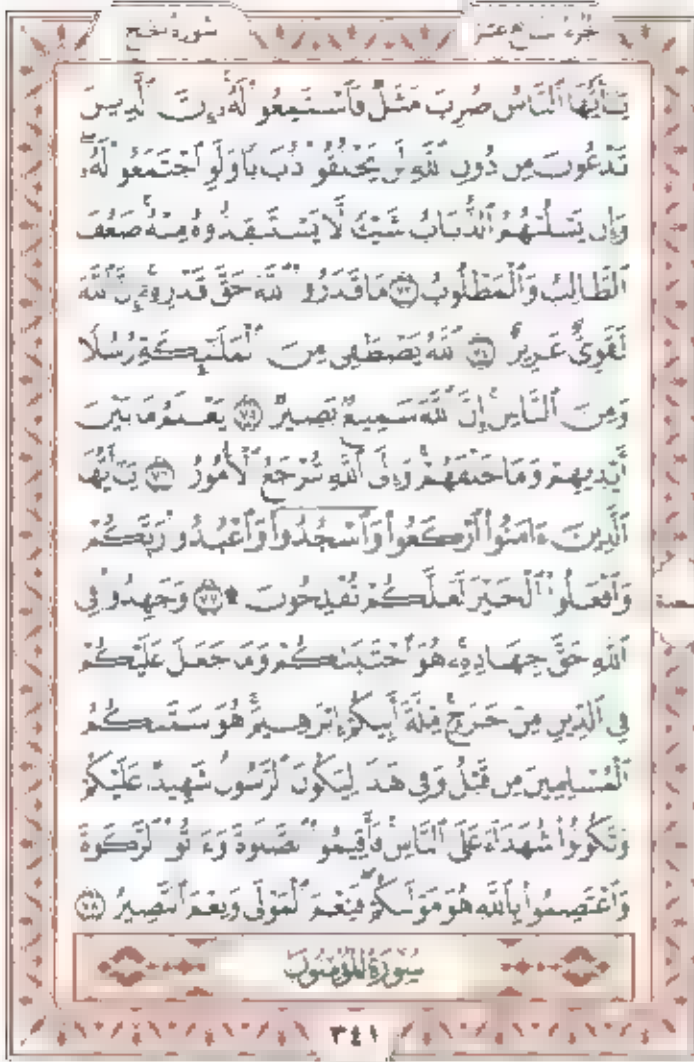 سورة الحج
الجزء السابع عشر
يَـٰٓأَيُّهَا ٱلنَّاسُ ضُرِبَ مَثَلٌ فَٱسْتَمِعُوا۟ لَهُۥٓ إِنَّ ٱلَّذِينَ
تَدْعُونَ مِن دُونِ ٱللَّهِ لَن يَخْلُقُوا۟ ذُبَابًا وَلَوِ ٱجْتَمَعُوا۟ لَهُۥ
وَإِن يَسْلُبْهُمُ ٱلذُّبَابُ شَيْـًٔا لَّا يَسْتَنقِذُوهُ مِنْهُ ضَعُفَ
ٱلطَّالِبُ وَٱلْمَطْلُوبُ ٧٣ مَا قَدَرُوا۟ ٱللَّهَ حَقَّ قَدْرِهِۦٓ إِنَّ ٱللَّهَ
لَقَوِىٌّ عَزِيزٌ ٧٤ ٱللَّهُ يَصْطَفِى مِنَ ٱلْمَلَـٰٓئِكَةِ رُسُلًا
وَمِنَ ٱلنَّاسِ إِنَّ ٱللَّهَ سَمِيعٌۢ بَصِيرٌ ٧٥ يَعْلَمُ مَا بَيْنَ
أَيْدِيهِمْ وَمَا خَلْفَهُمْ وَإِلَى ٱللَّهِ تُرْجَعُ ٱلْأُمُورُ ٧٦ يَـٰٓأَيُّهَا
ٱلَّذِينَ ءَامَنُوا۟ ٱرْكَعُوا۟ وَٱسْجُدُوا۟ وَٱعْبُدُوا۟ رَبَّكُمْ
وَٱفْعَلُوا۟ ٱلْخَيْرَ لَعَلَّكُمْ تُفْلِحُونَ ۩ ٧٧ وَجَـٰهِدُوا۟ فِى
ٱللَّهِ حَقَّ جِهَادِهِۦ هُوَ ٱجْتَبَىٰكُمْ وَمَا جَعَلَ عَلَيْكُمْ
فِى ٱلدِّينِ مِنْ حَرَجٍ مِّلَّةَ أَبِيكُمْ إِبْرَٰهِيمَ هُوَ سَمَّىٰكُمُ
ٱلْمُسْلِمِينَ مِن قَبْلُ وَفِى هَـٰذَا لِيَكُونَ ٱلرَّسُولُ شَهِيدًا عَلَيْكُمْ
وَتَكُونُوا۟ شُهَدَآءَ عَلَى ٱلنَّاسِ فَأَقِيمُوا۟ ٱلصَّلَوٰةَ وَءَاتُوا۟ ٱلزَّكَوٰةَ
وَٱعْتَصِمُوا۟ بِٱللَّهِ هُوَ مَوْلَىٰكُمْ فَنِعْمَ ٱلْمَوْلَىٰ وَنِعْمَ ٱلنَّصِيرُ ٧٨
سُورَةُ المُؤْمِنُونَ
٣٤١